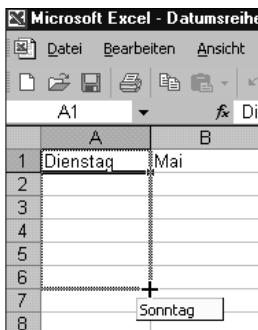 Microsoft Excel - Datumsreihe
Datei Bearbeiten Ansicht
A1 fx Di
A B
1 Dienstag Mai
2
3
4
5
6
7 Sonntag
8